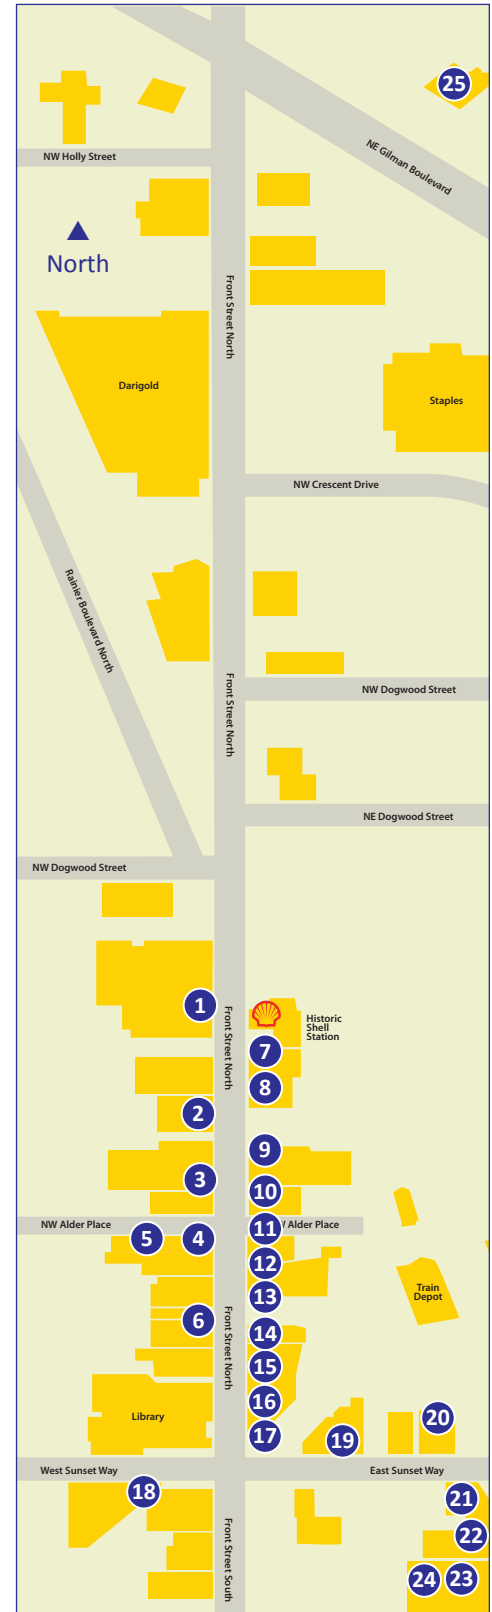 25
NW Holly Street
NE Gilman Boulevard
North
Front Street North
Darigold
Staples
NW Crescent Drive
Rainier Boulevard North
Front Street North
NW Dogwood Street
NE Dogwood Street
NW Dogwood Street
1
Front Street North
Historic
Shell
Station
7
8
2
9
3
10
NW Alder Place
11
Alder Place
5
4
12
Train
Depot
13
6
Front Street North
14
15
16
Library
20
17
19
West Sunset Way
East Sunset Way
18
21
Front Street South
22
24
23